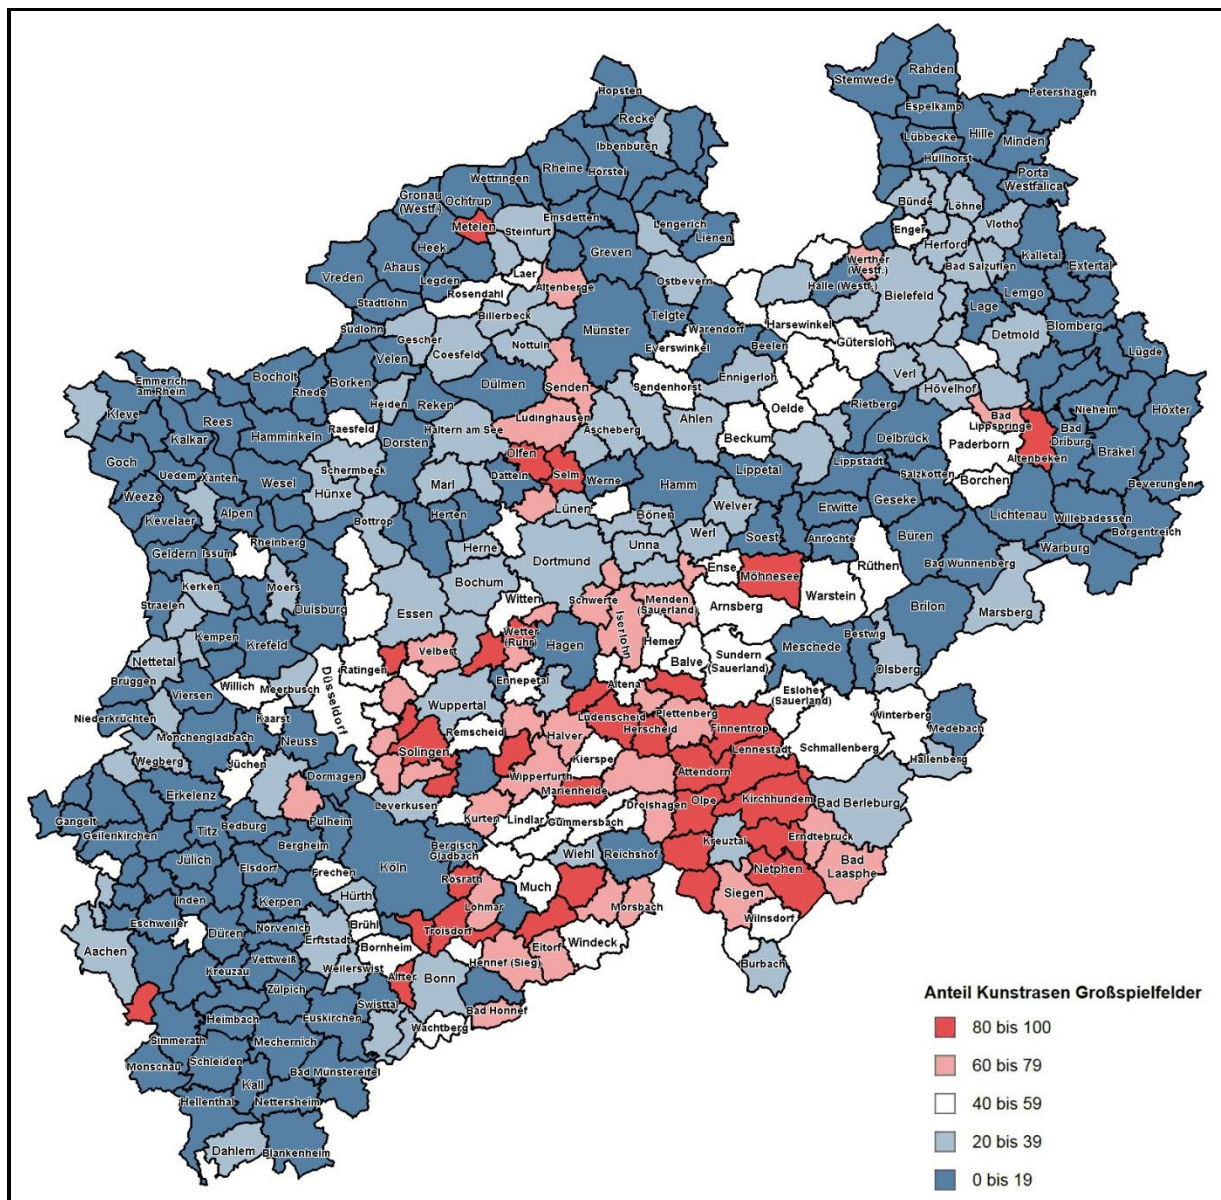 Rahden
Stemwede
Petershagen
Hopsten
Espelkamp
Recke
Hille
Lübbecke
Minden
Ibbenbüren
Hüllhorst
Rheine
Hörstel
Wettringen
Porta
Westfalica
Gronau
(Westf.)
Ochtrup
Bünde
Löhne
Emsdetten
Lengerich
Metelen
Steinfurt
Enger
Vlotho
Lienen
Herford
Heek
Greven
Werther
(Westf.)
Kalletal
Bad Salzuflen
Extertal
Ahaus
Laer
Vreden
Legden
Altenberge
Ostbevern
Halle (Westf.)
Bielefeld
Lemgo
Rosendahl
Stadtlohn
Lage
Billerbeck
Telgte
Harsewinkel
Blomberg
Südlohn
Münster
Warendorf
Detmold
Gescher
Nottuln
Everswinkel
Beelen
Gütersloh
Lügde
Velen
Coesfeld
Verl
Emmerich
am Rhein
Bocholt
Rhede
Borken
Dülmen
Senden
Sendenhorst
Ennigerloh
Hövelhof
Kleve
Heiden
Reken
Oelde
Rietberg
Nieheim
Höxter
Rees
Lüdinghausen
Ahlen
Bad
Lippspringe
Kalkar
Hamminkeln
Raesfeld
Haltern am See
Ascheberg
Beckum
Delbrück
Bad
Driburg
Dorsten
Paderborn
Goch
Olfen
Altenbeken
Brakel
Uedem
Xanten
Wesel
Schermbeck
Datteln
Selm
Werne
Lippetal
Lippstadt
Salzkotten
Borchen
Beverungen
Weeze
Marl
Hamm
Hünxe
Geseke
Kevelaer
Alpen
Herten
Lünen
Bönen
Welver
Erwitte
Lichtenau
Willebadessen
Bottrop
Borgentreich
Werl
Soest
Anröchte
Büren
Rheinberg
Herne
Unna
Warburg
Geldern
Issum
Dortmund
Bad Wünnenberg
Moers
Bochum
Ense
Möhnesee
Rüthen
Kerken
Duisburg
Essen
Witten
Schwerte
Menden
(Sauerland)
Warstein
Straelen
Arnsberg
Brilon
Marsberg
Kempen
Krefeld
Wetter
(Ruhr)
Iserlohn
Hemer
Meschede
Bestwig
Nettetal
Velbert
Hagen
Sundern
(Sauerland)
Balve
Olsberg
Brüggen
Ratingen
Willich
Meerbusch
Ennepetal
Altena
Viersen
Düsseldorf
Eslohe
(Sauerland)
Winterberg
Kaarst
Wuppertal
Niederkrüchten
Lüdenscheid
Plettenberg
Medebach
Mönchengladbach
Neuss
Remscheid
Herscheid
Finnentrop
Halver
Solingen
Schmallenberg
Wegberg
Kierspe
Lennestadt
Hallenberg
Jüchen
Dormagen
Wipperfürth
Attendorn
Erkelenz
Marienheide
Kirchhundem
Leverkusen
Drolshagen
Olpe
Bad Berleburg
Gangelt
Pulheim
Kürten
Lindlar
Gummersbach
Geilenkirchen
Titz
Bedburg
Erndtebrück
Bergheim
Bergisch
Gladbach
Kreuztal
Wiehl
Reichshof
Jülich
Bad
Laasphe
Elsdorf
Köln
Frechen
Netphen
Rösrath
Much
Siegen
Inden
Kerpen
Hürth
Lohmar
Morsbach
Eschweiler
Düren
Nörvenich
Brühl
Wilnsdorf
Troisdorf
Erftstadt
Bornheim
Windeck
Aachen
Eitorf
Vettweiß
Hennef (Sieg)
Burbach
Kreuzau
Weilerswist
Alfter
Bonn
Zülpich
Swisttal
Bad Honnef
Heimbach
Euskirchen
Wachtberg
Simmerath
Mechernich
Schleiden
Monschau
Bad Münstereifel
Kall
Hellenthal
Nettersheim
Dahlem
Blankenheim
Anteil Kunstrasen Großspielfelder
80 bis 100
60 bis 79
40 bis 59
20 bis 39
0 bis 19